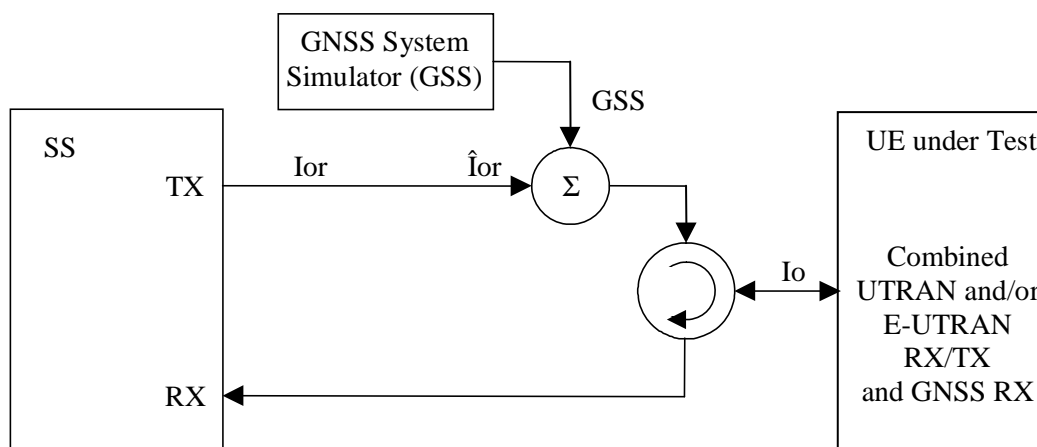 GNSS System
Simulator (GSS)
GSS
SS
UE under Test
TX
Ior
Îor
Σ
Combined
UTRAN and/or
E-UTRAN
RX/TX
and GNSS RX
Io
RX